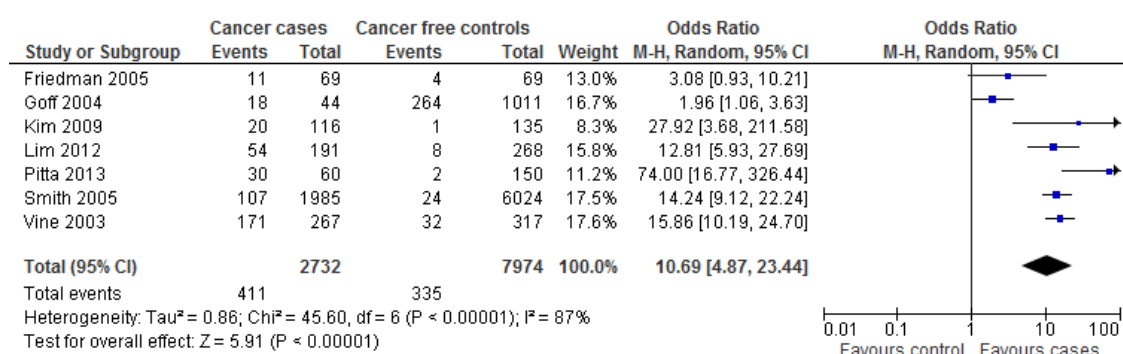 Cancer cases Cancer free controls Odds Ratio Odds Ratio
Study or Subgroup Events Total Events Total Weight M-H, Random, 95% CI M-H, Random, 95% CI
Friedman 2005 11 69 4 69 13.0% 3.08 [0.93, 10.21]
Goff 2004 18 44 264 1011 16.7% 1.96 [1.06, 3.63]
Kim 2009 20 116 1 135 8.3% 27.92 [3.68, 211.58]
Lim 2012 54 191 8 268 15.8% 12.81 [5.93, 27.69]
Pitta 2013 30 60 2 150 11.2% 74.00 [16.77, 326.44]
Smith 2005 107 1985 24 6024 17.5% 14.24 [9.12, 22.24]
Vine 2003 171 267 32 317 17.6% 15.86 [10.19, 24.70]
Total (95% CI) 2732 7974 100.0% 10.69 [4.87, 23.44]
Total events 411 335
Heterogeneity: Tau² = 0.86; Chi² = 45.60, df = 6 (P < 0.00001); I² = 87%
Test for overall effect: Z = 5.91 (P < 0.00001)
0.01 0.1 1 10 100
Favours control Favours cases